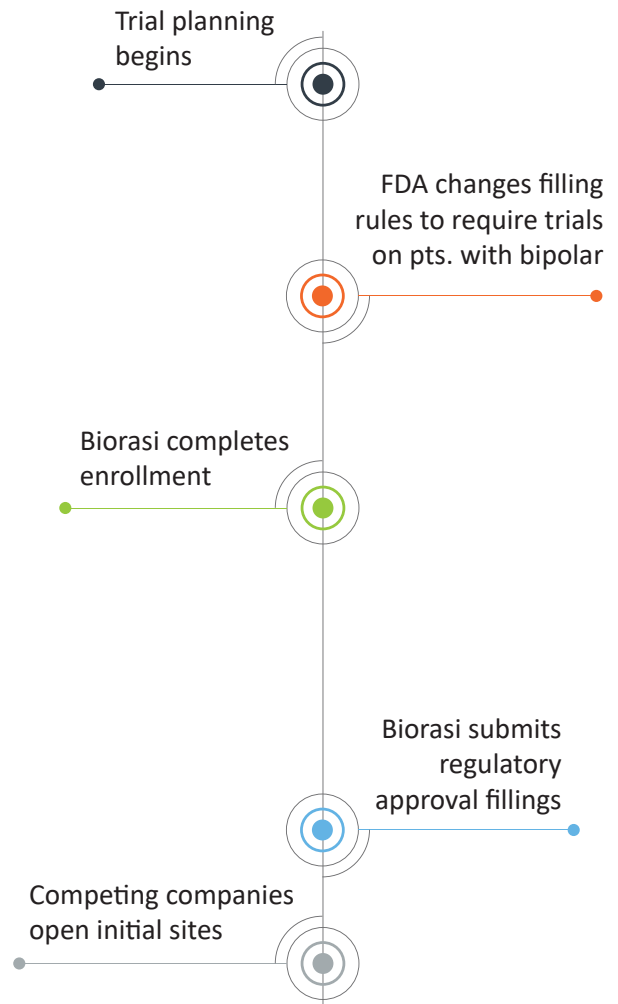 Trial planning
begins
FDA changes filling
rules to require trials
on pts. with bipolar
Biorasi completes
enrollment
Biorasi submits
regulatory
approval fillings
Competing companies
open initial sites